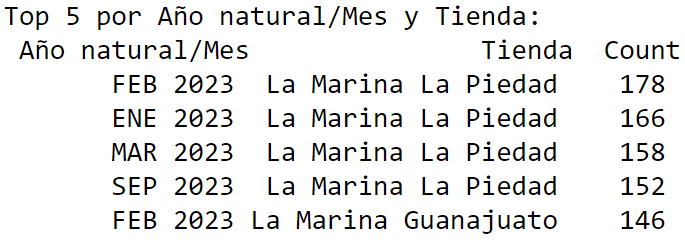 Top 5 por Año natural/Mes y Tienda:
Año natural/Mes Tienda Count
FEB 2023 La Marina La Piedad 178
ENE 2023 La Marina La Piedad 166
MAR 2023 La Marina La Piedad 158
SEP 2023 La Marina La Piedad 152
FEB 2023 La Marina Guanajuato 146